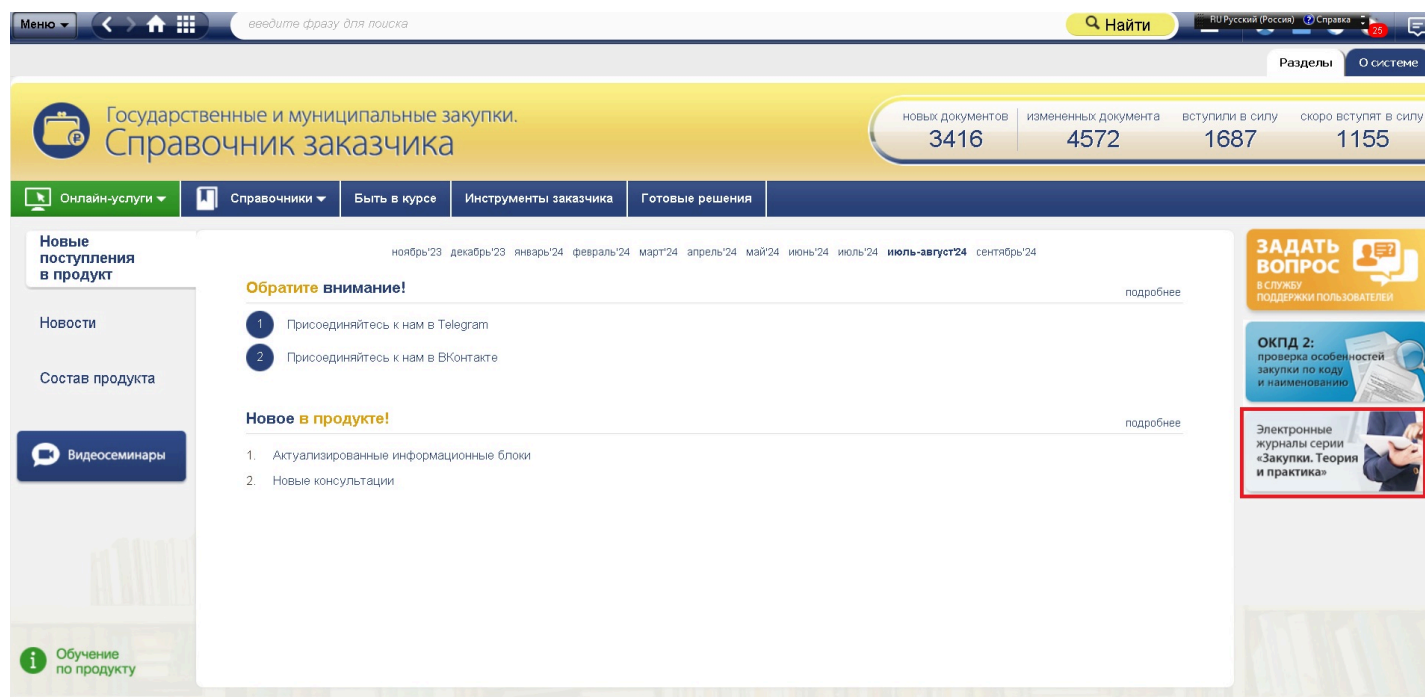 Меню
введите фразу для поиска
Найти
RU Русский (Россия)
Справка
25
Разделы
О системе
Государственные и муниципальные закупки.
Справочник заказчика
новых документов
3416
измененных документа
4572
вступили в силу
1687
скоро вступят в силу
1155
Онлайн-услуги
Справочники
Быть в курсе
Инструменты заказчика
Готовые решения
Новые
поступления
в продукт
Новости
Состав продукта
Видеосеминары
Обучение
по продукту
ноябрь'23 декабрь'23 январь'24 февраль'24 март'24 апрель'24 май'24 июнь'24 июль'24 июль-август'24 сентябрь'24
Обратите внимание!
подробнее
1 Присоединяйтесь к нам в Telegram
2 Присоединяйтесь к нам в ВКонтакте
Новое в продукте!
подробнее
1. Актуализированные информационные блоки
2. Новые консультации
ЗАДАТЬ
ВОПРОС
В СЛУЖБУ
ПОДДЕРЖКИ ПОЛЬЗОВАТЕЛЕЙ
ОКПД 2:
проверка особенностей
закупки по коду
и наименованию
Электронные
журналы серии
«Закупки. Теория
и практика»